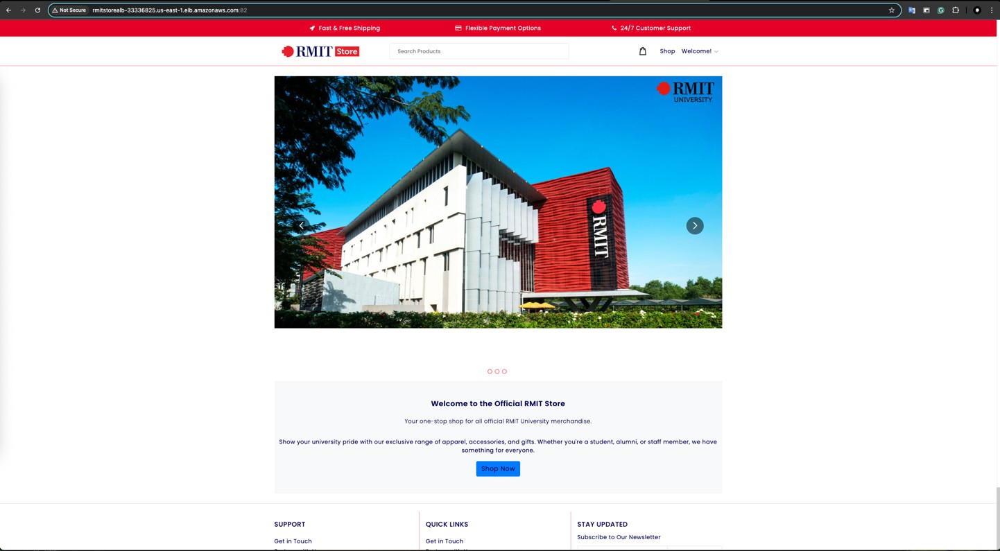 Not Secure rmitstorealb-33336825.us-east-1.elb.amazonaws.com:82
Fast & Free Shipping Flexible Payment Options 24/7 Customer Support
RMIT Store Search Products Shop Welcome!
RMIT
UNIVERSITY
RMIT
Welcome to the Official RMIT Store
Your one-stop shop for all official RMIT University merchandise.
Show your university pride with our exclusive range of apparel, accessories, and gifts. Whether you're a student, alumni, or staff member, we have
something for everyone.
Shop Now
SUPPORT QUICK LINKS STAY UPDATED
Get in Touch Get in Touch Subscribe to Our Newsletter